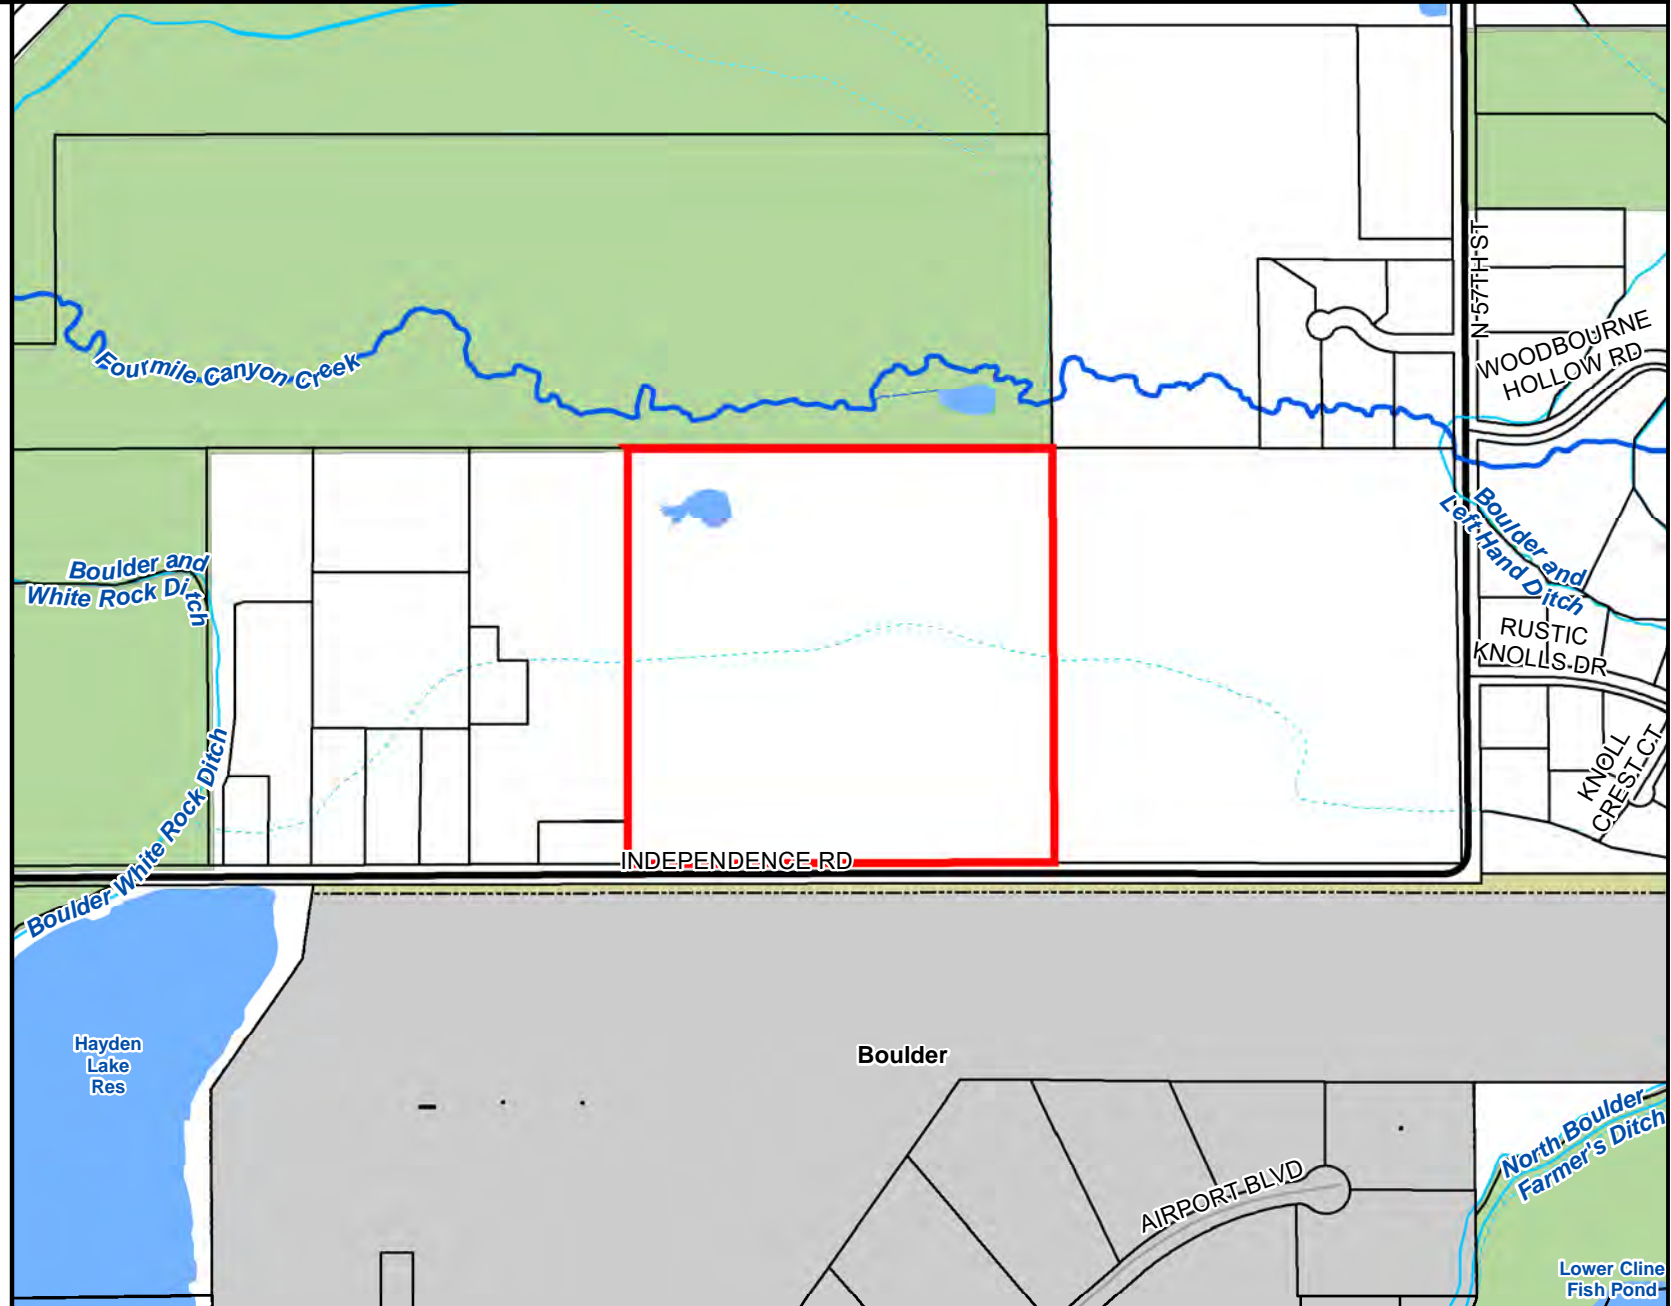 N 57TH ST
WOODBOURNE
HOLLOW RD
Fourmile Canyon Creek
Boulder and
Left Hand Ditch
Boulder and
White Rock Ditch
RUSTIC
KNOLLS DR
KNOLL
CREST CT
Boulder White Rock Ditch
INDEPENDENCE RD
Hayden
Lake
Res
Boulder
North Boulder
Farmer's Ditch
AIRPORT BLVD
Lower Cline
Fish Pond